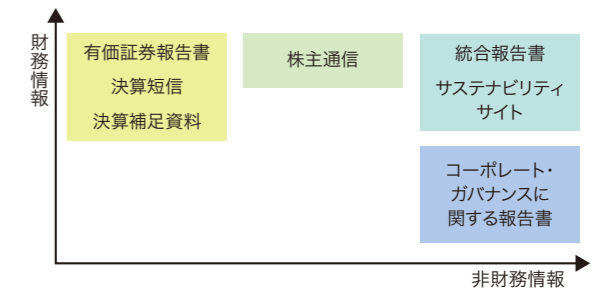 財務情報
有価証券報告書
決算短信
決算補足資料
株主通信
統合報告書
サステナビリティ
サイト
コーポレート・
ガバナンスに
関する報告書
非財務情報